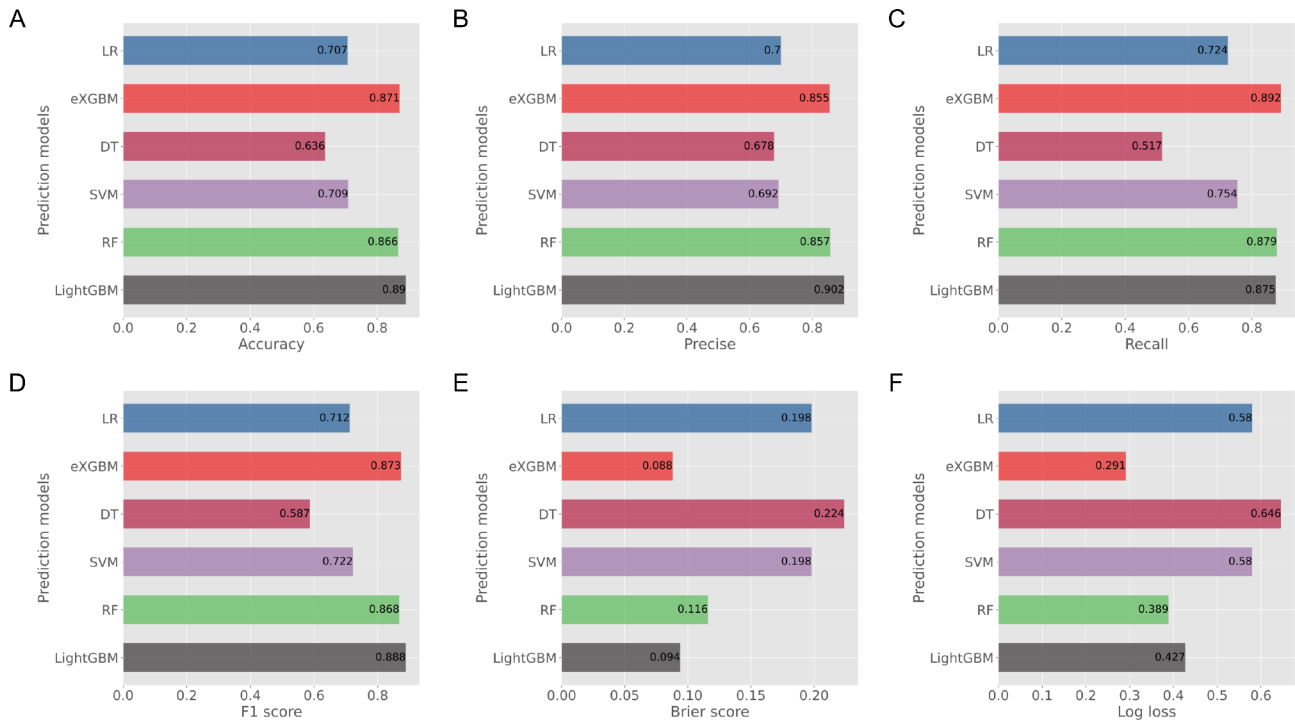 A
Prediction models
LR 0.707
eXGBM 0.871
DT 0.636
SVM 0.709
RF 0.866
LightGBM 0.89
0.0 0.2 0.4 0.6 0.8
Accuracy
B
Prediction models
LR 0.7
eXGBM 0.855
DT 0.678
SVM 0.692
RF 0.857
LightGBM 0.902
0.0 0.2 0.4 0.6 0.8
Precise
C
Prediction models
LR 0.724
eXGBM 0.892
DT 0.517
SVM 0.754
RF 0.879
LightGBM 0.875
0.0 0.2 0.4 0.6 0.8
Recall
D
Prediction models
LR 0.712
eXGBM 0.873
DT 0.587
SVM 0.722
RF 0.868
LightGBM 0.888
0.0 0.2 0.4 0.6 0.8
F1 score
E
Prediction models
LR 0.198
eXGBM 0.088
DT 0.224
SVM 0.198
RF 0.116
LightGBM 0.094
0.00 0.05 0.10 0.15 0.20
Brier score
F
Prediction models
LR 0.58
eXGBM 0.291
DT 0.646
SVM 0.58
RF 0.389
LightGBM 0.427
0.0 0.1 0.2 0.3 0.4 0.5 0.6
Log loss